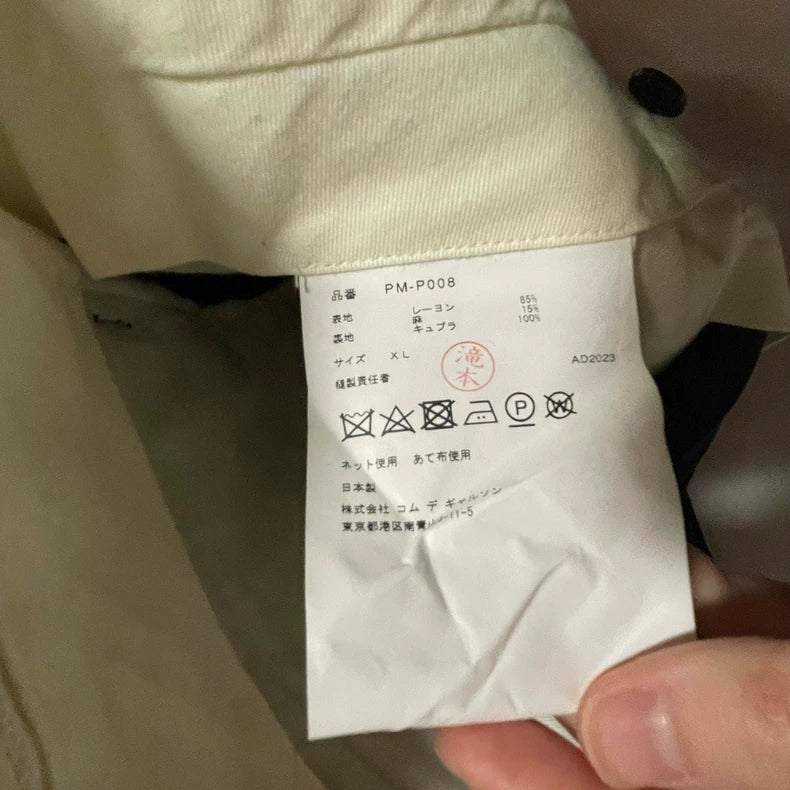 品番 PM-P008
表地 レーヨン 85%
麻 15%
裏地 キュプラ 100%
サイズ XL
縫製責任者 滝本 AD2023
P W
ネット使用 あて布使用
日本製
株式会社 コム デ ギャルソン
東京都港区南青
11-5